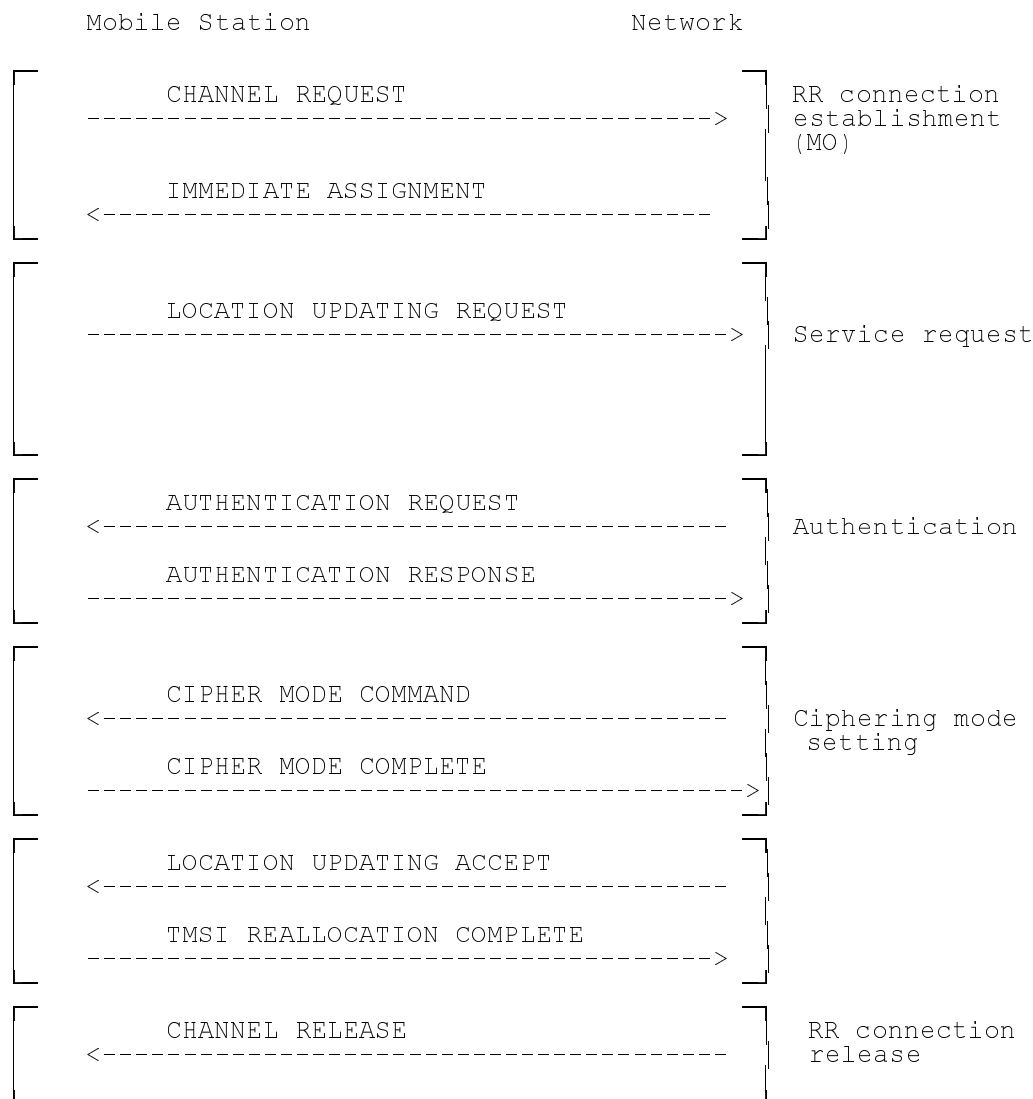 Mobile Station Network
CHANNEL REQUEST RR connection
-----------------------------------------> establishment
(MO)
IMMEDIATE ASSIGNMENT
<---------------------------------------
LOCATION UPDATING REQUEST
-----------------------------------------> Service request
AUTHENTICATION REQUEST
<---------------------------------------- Authentication
AUTHENTICATION RESPONSE
----------------------------------------->
CIPHER MODE COMMAND
<---------------------------------------- Ciphering mode
setting
CIPHER MODE COMPLETE
------------------------------------------>
LOCATION UPDATING ACCEPT
<----------------------------------------
TMSI REALLOCATION COMPLETE
---------------------------------------->
CHANNEL RELEASE RR connection
<---------------------------------------- release